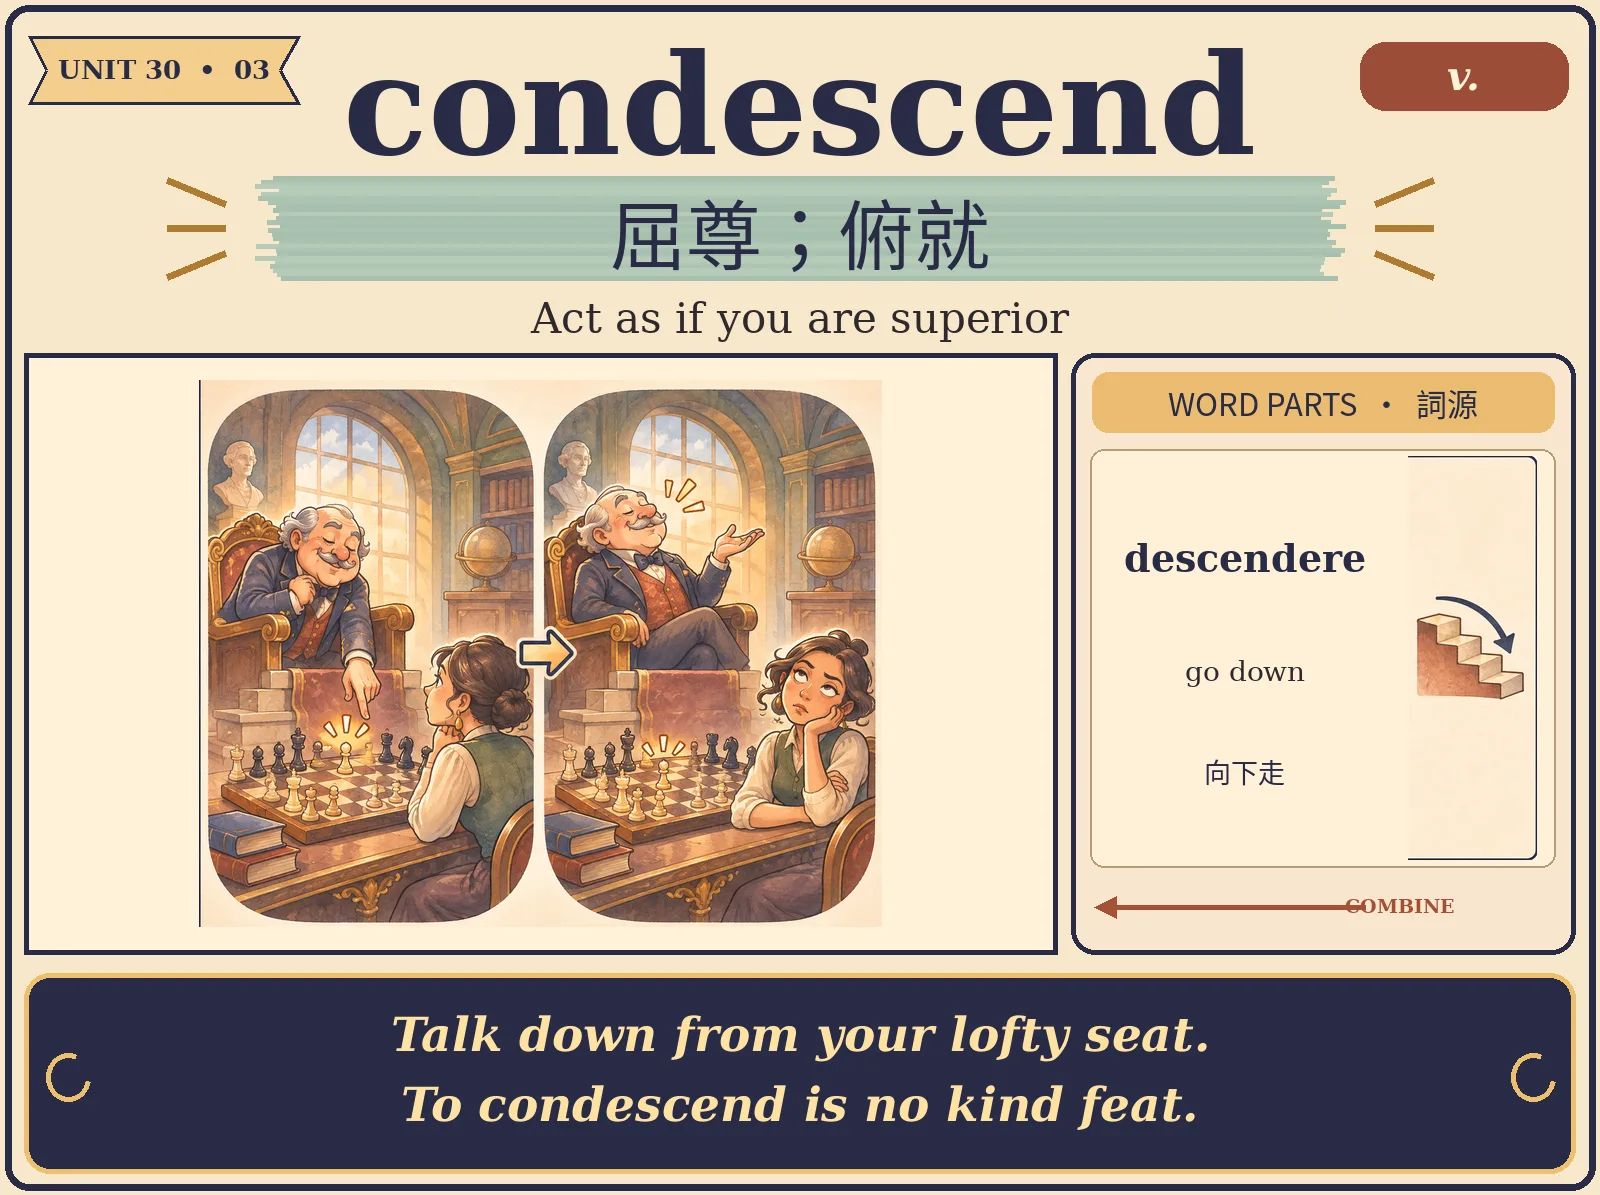 UNIT 30 • 03
condescend
v.
屈尊；俯就
Act as if you are superior
WORD PARTS • 詞源
descendere
go down
向下走
COMBINE
Talk down from your lofty seat.
To condescend is no kind feat.